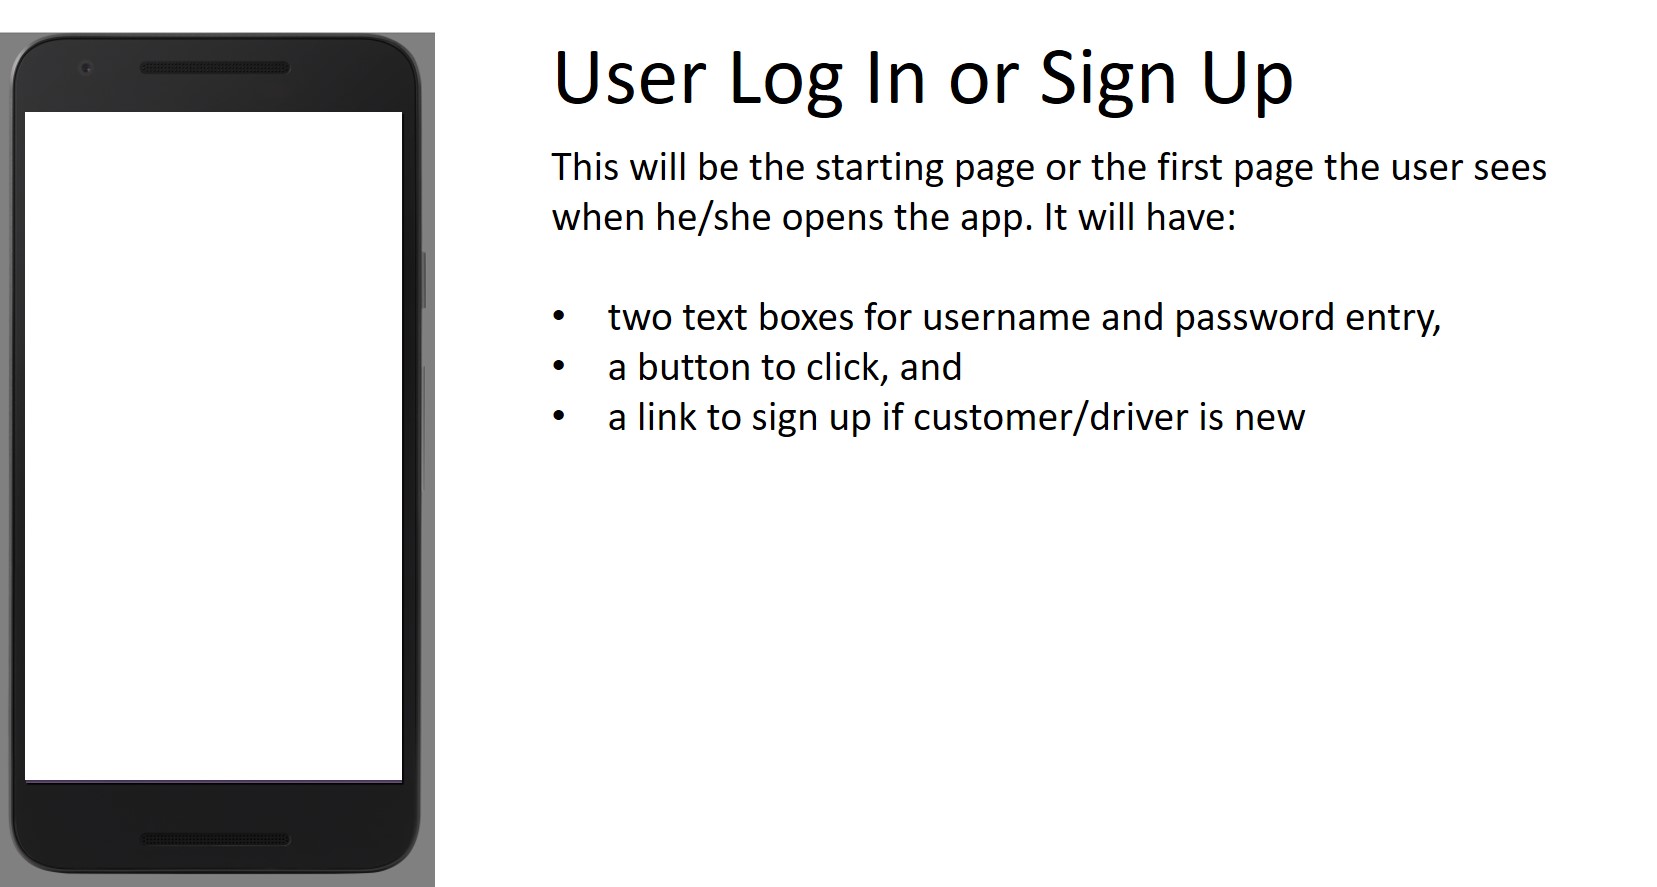 User Log In or Sign Up
This will be the starting page or the first page the user sees
when he/she opens the app. It will have:
• two text boxes for username and password entry,
• a button to click, and
• a link to sign up if customer/driver is new